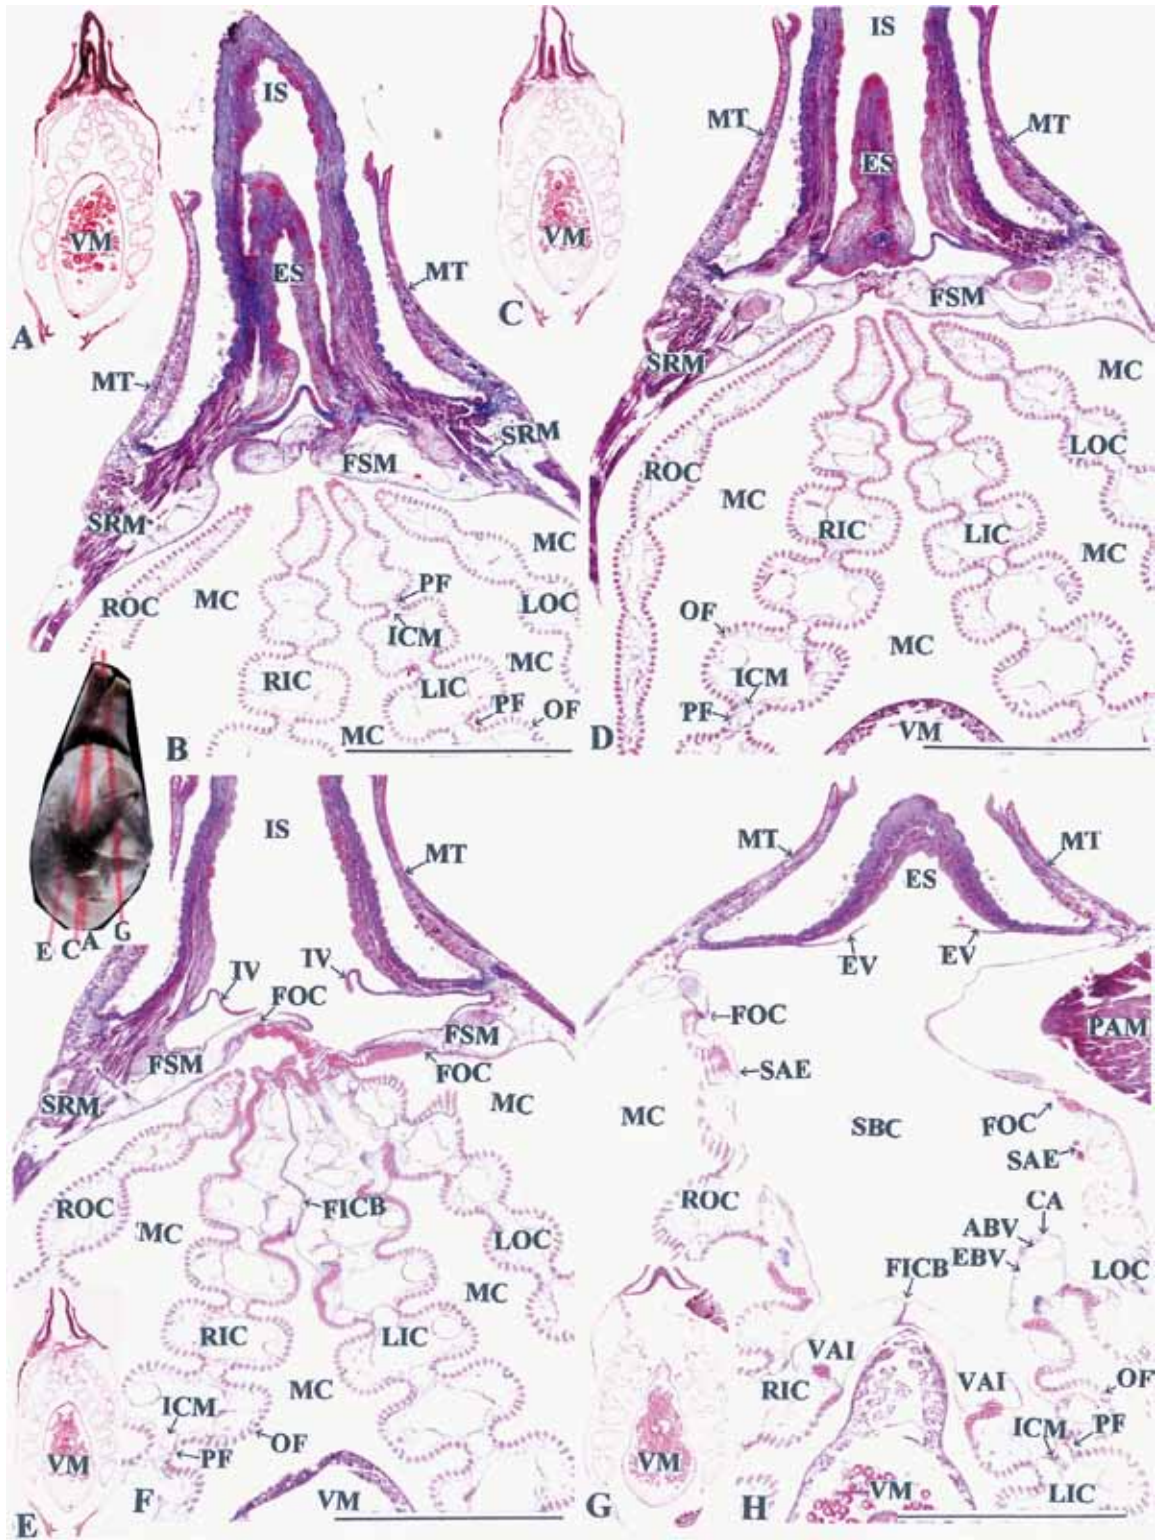 VM
A
IS
ES
MT
MT
SRM
SRM
FSM
ROC
MC
MC
PF
ICM
LOC
MC
LIC
RIC
PF
OF
MC
B
VM
C
IS
MT
MT
ES
FSM
SRM
MC
ROC
LOC
MC
RIC
LIC
MC
OF
MC
ICM
PF
VM
D
E C A G
IS
MT
IV
IV
FOC
FSM
FSM
FOC
SRM
MC
ROC
MC
FICB
LOC
MC
RIC
LIC
MC
ICM
OF
PF
VM
VM
E
F
MT
MT
ES
EV
EV
FOC
PAM
SAE
MC
SBC
FOC
SAE
CA
ROC
ABV
EBV
FICB
LOC
VAI
VAI
RIC
OF
ICM
PF
VM
VM
LIC
G
H